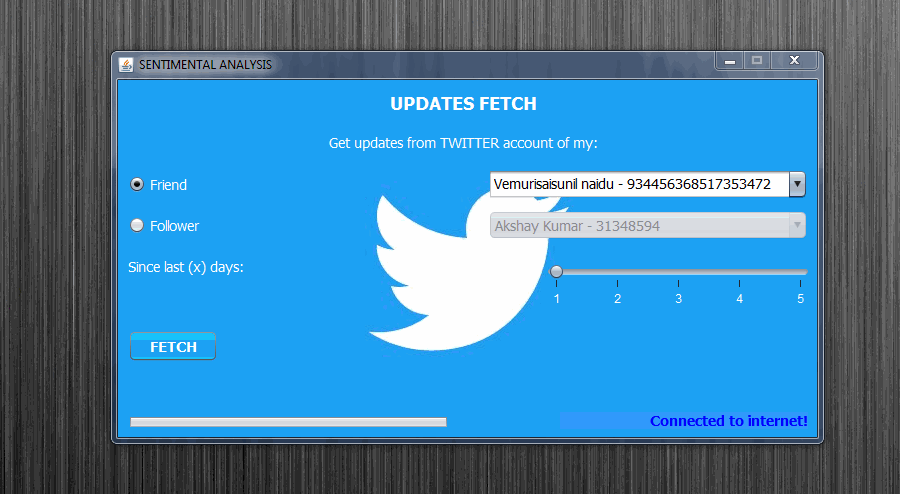 SENTIMENTAL ANALYSIS
UPDATES FETCH
Get updates from TWITTER account of my:
Friend
Vemurisaisunil naidu - 934456368517353472
Follower
Akshay Kumar - 31348594
Since last (x) days:
1 2 3 4 5
FETCH
Connected to internet!